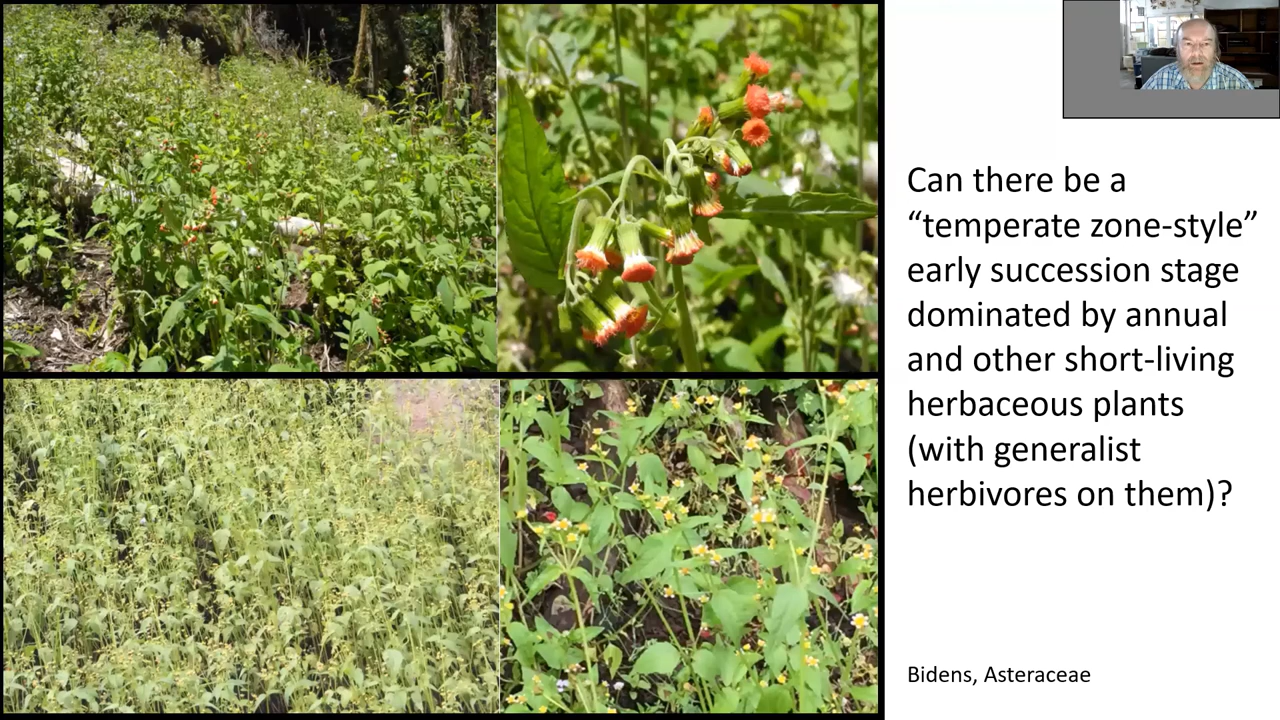 Can there be a
“temperate zone-style”
early succession stage
dominated by annual
and other short-living
herbaceous plants
(with generalist
herbivores on them)?
Bidens, Asteraceae